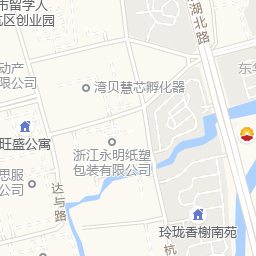 市留学人
区创业园
湖北路
动产
限公司
湾贝慧芯孵化器
东
旺盛公寓
浙江永明纸塑
包装有限公司
思服
公司
达与路
玲珑香榭南苑
杭